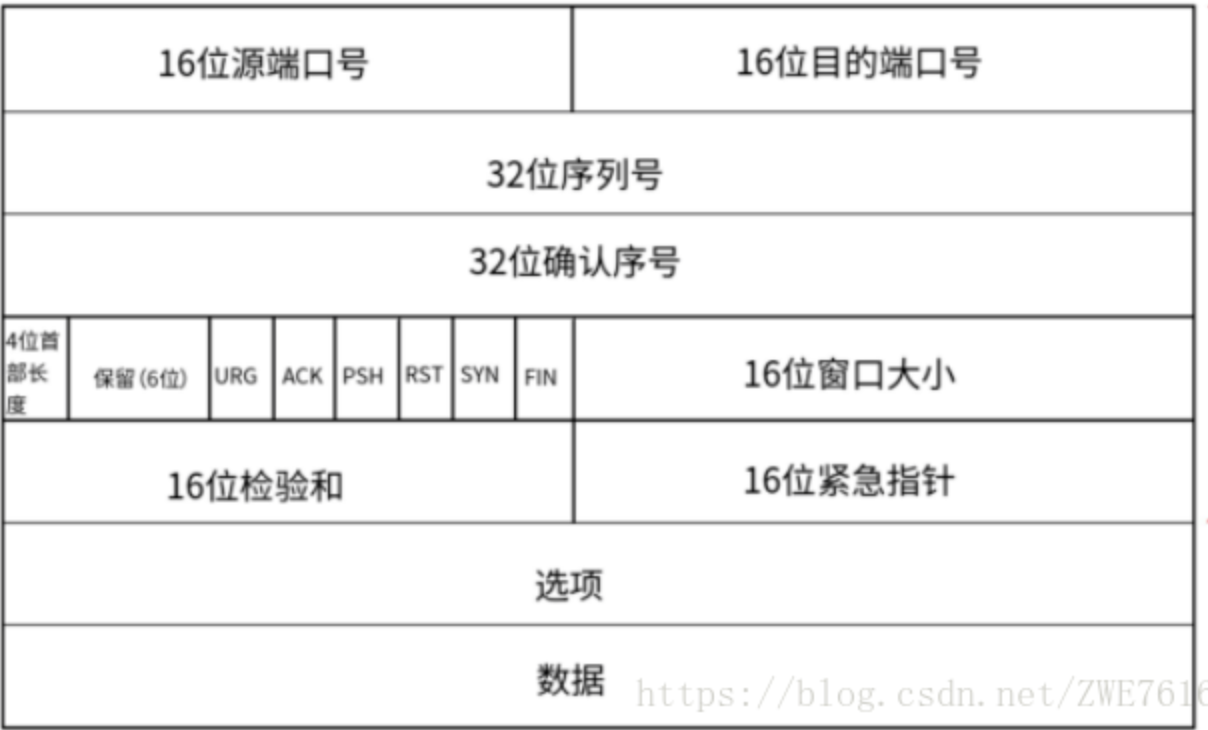 16位源端口号
16位目的端口号
32位序列号
32位确认序号
4位首
部长
度
保留(6位)
URG
ACK
PSH
RST
SYN
FIN
16位窗口大小
16位检验和
16位紧急指针
选项
数据
https://blog.csdn.net/ZWE7616